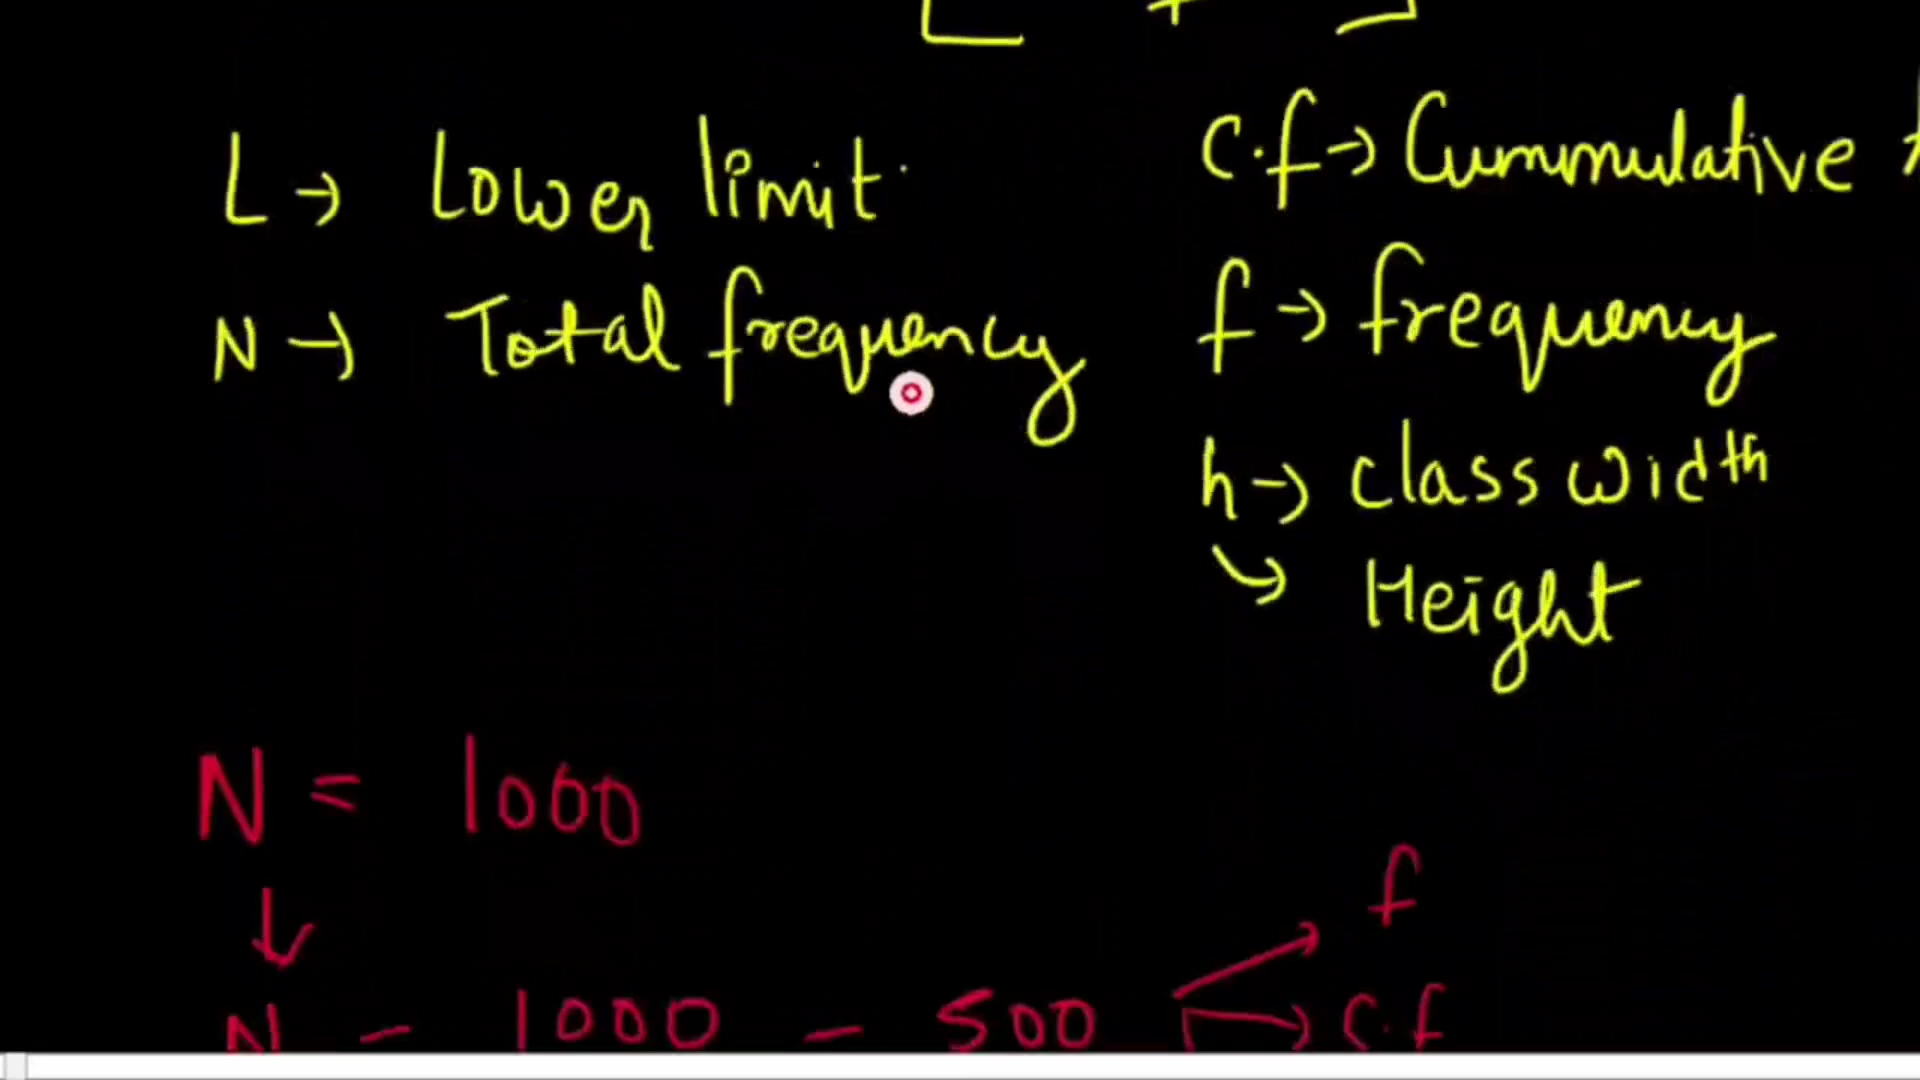 L → Lower limit
N → Total frequency
c.f → Cummulative
f → frequency
h → class width
↘ Height
N = 1000
↓
N - 1000 - 500
f
c.f